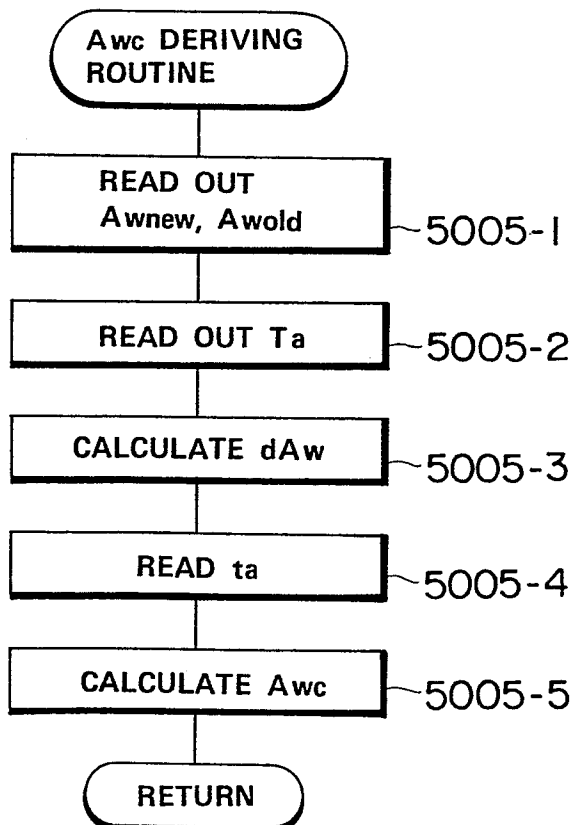 Awc DERIVING
ROUTINE
READ OUT
Awnew, Awold
5005-1
READ OUT Ta
5005-2
CALCULATE dAw
5005-3
READ ta
5005-4
CALCULATE Awc
5005-5
RETURN